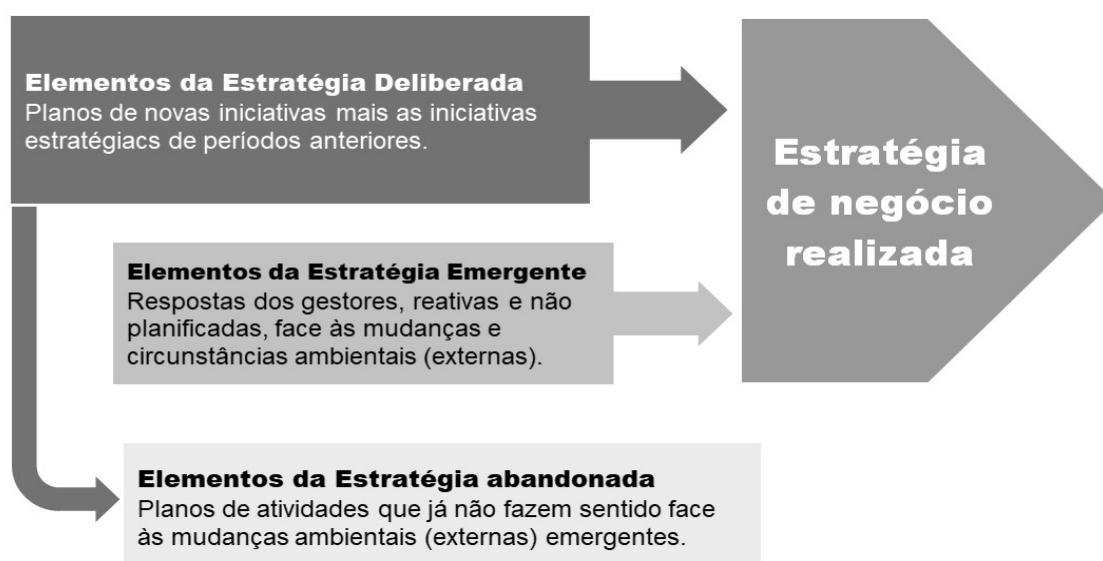 Elementos da Estratégia Deliberada
Planos de novas iniciativas mais as iniciativas
estratégiacs de períodos anteriores.
Estratégia
de negócio
realizada
Elementos da Estratégia Emergente
Respostas dos gestores, reativas e não
planificadas, face às mudanças e
circunstâncias ambientais (externas).
Elementos da Estratégia abandonada
Planos de atividades que já não fazem sentido face
às mudanças ambientais (externas) emergentes.